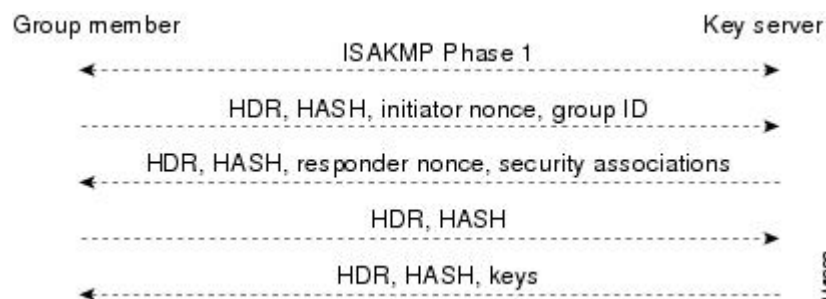 Group member
Key server
ISAKMP Phase 1
HDR, HASH, initiator nonce, group ID
HDR, HASH, responder nonce, security associations
HDR, HASH
HDR, HASH, keys